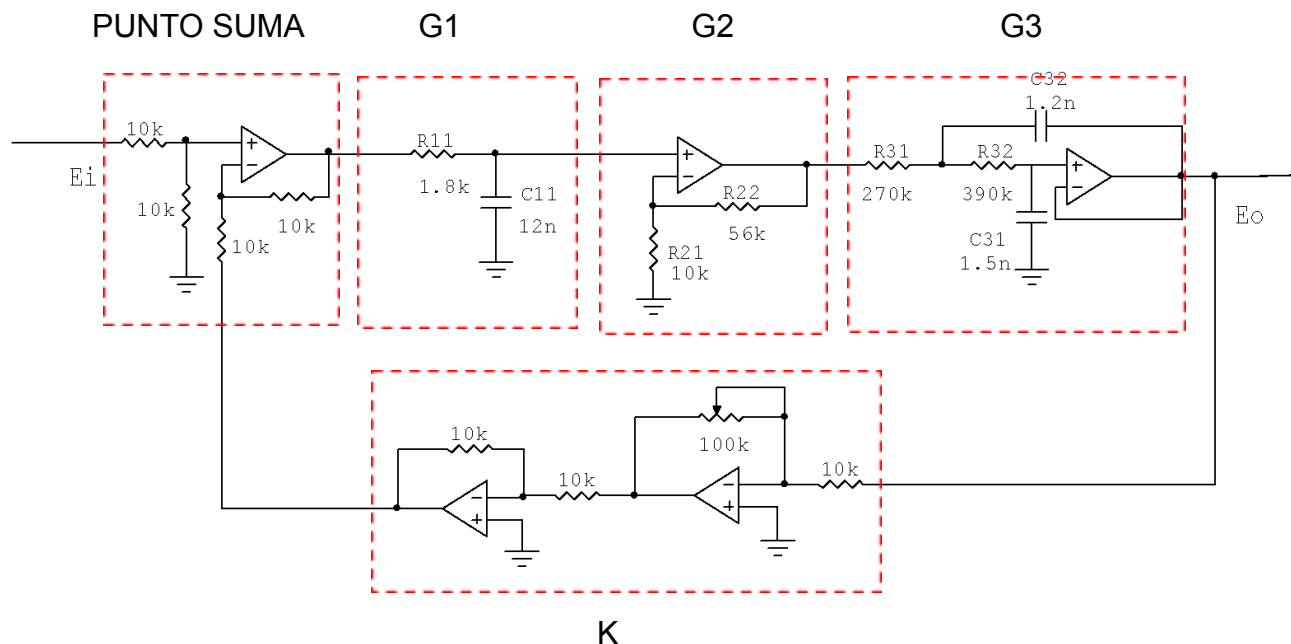 PUNTO SUMA
G1
G2
G3
10k
Ei
10k
10k
10k
R11
1.8k
C11
12n
R22
56k
R21
10k
C32
1.2n
R31
270k
R32
390k
C31
1.5n
Eo
10k
10k
100k
10k
K